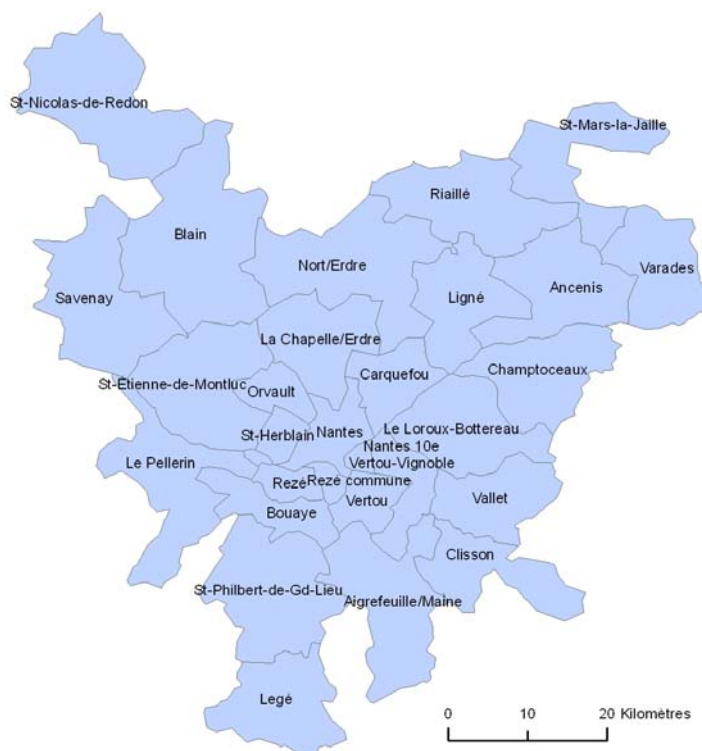 St-Nicolas-de-Redon
St-Mars-la-Jaille
Riaillé
Blain
Nort/Erdre
Varades
Savenay
Ligné
Ancenis
La Chapelle/Erdre
Carquefou
Champtoceaux
St-Étienne-de-Montluc
Orvault
St-Herblain
Nantes
Le Loroux-Bottereau
Nantes 10e
Le Pellerin
Vertou-Vignoble
Rezé
Rezé commune
Vertou
Vallet
Bouaye
Clisson
St-Philbert-de-Gd-Lieu
Aigrefeuille/Maine
Legé
0 10 20 Kilomètres